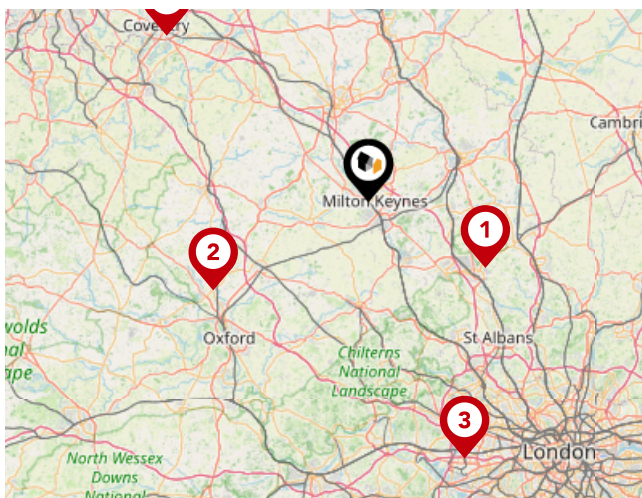 Coventry
Cambri
Milton Keynes
1
2
wolds
nal
ape
Oxford
St Albans
Chilterns
National
Landscape
3
London
North Wessex
Downs
National